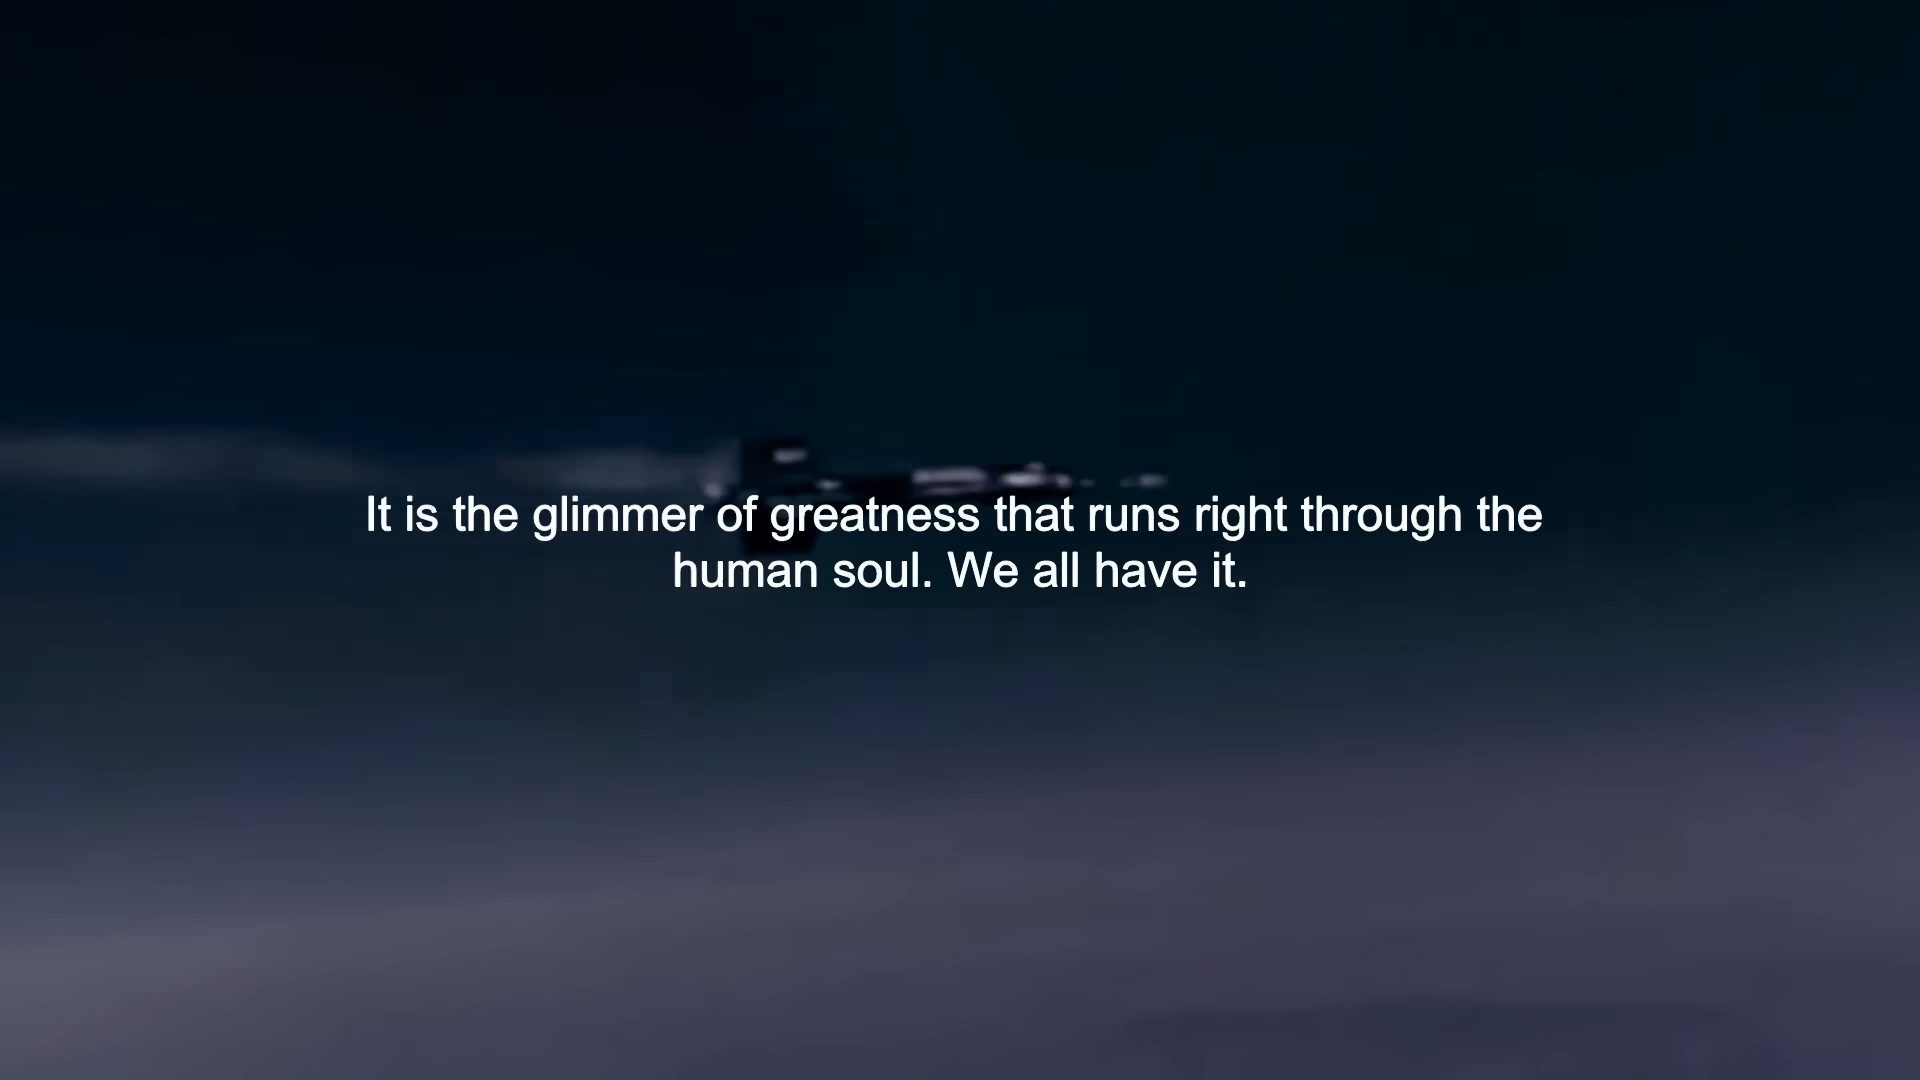 It is the glimmer of greatness that runs right through the
human soul. We all have it.